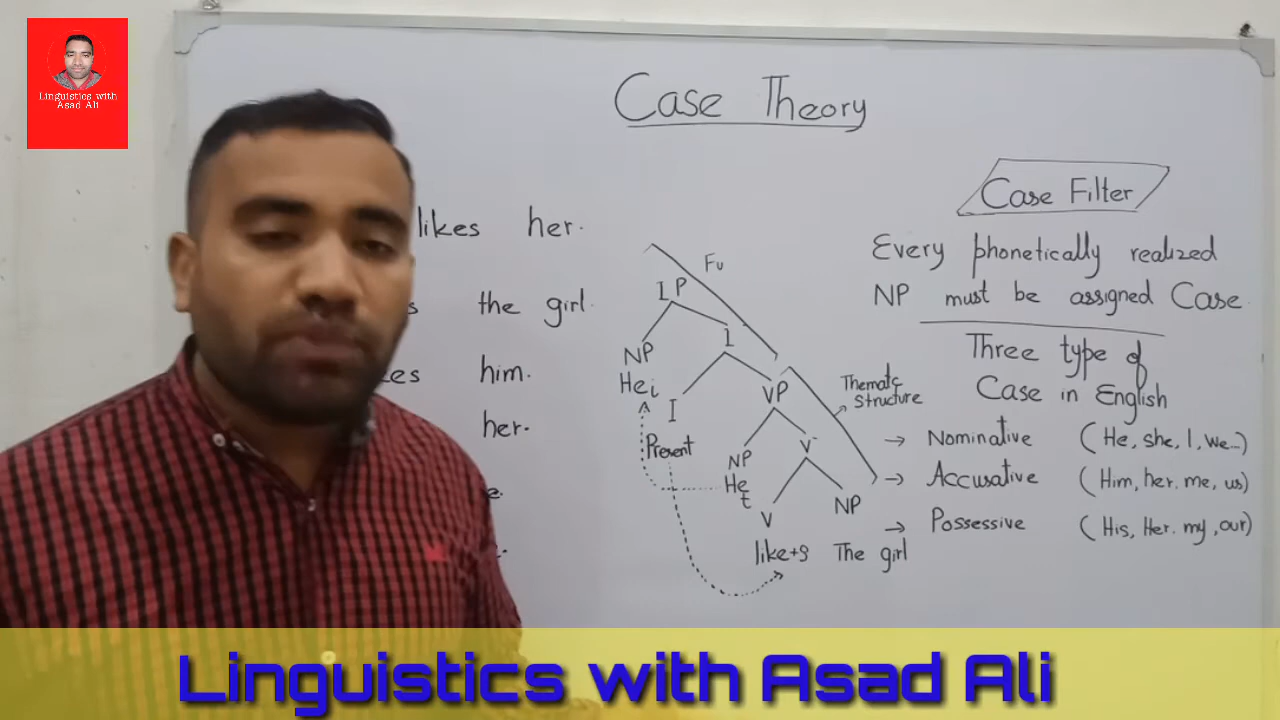 Linguistics with
Asad Ali
Case Theory
likes her.
the girl.
him.
her.
Fu
IP
NP
I
Hei
I
VP
Present
NP
V-
He
t
V
NP
like+s The girl
Thematic
Structure
Case Filter
Every phonetically realized
NP must be assigned Case.
Three type of
Case in English
→ Nominative (He, she, I, we...)
→ Accusative (Him, her. me, us)
→ Possessive (His, Her. my, our)
Linguistics with Asad Ali